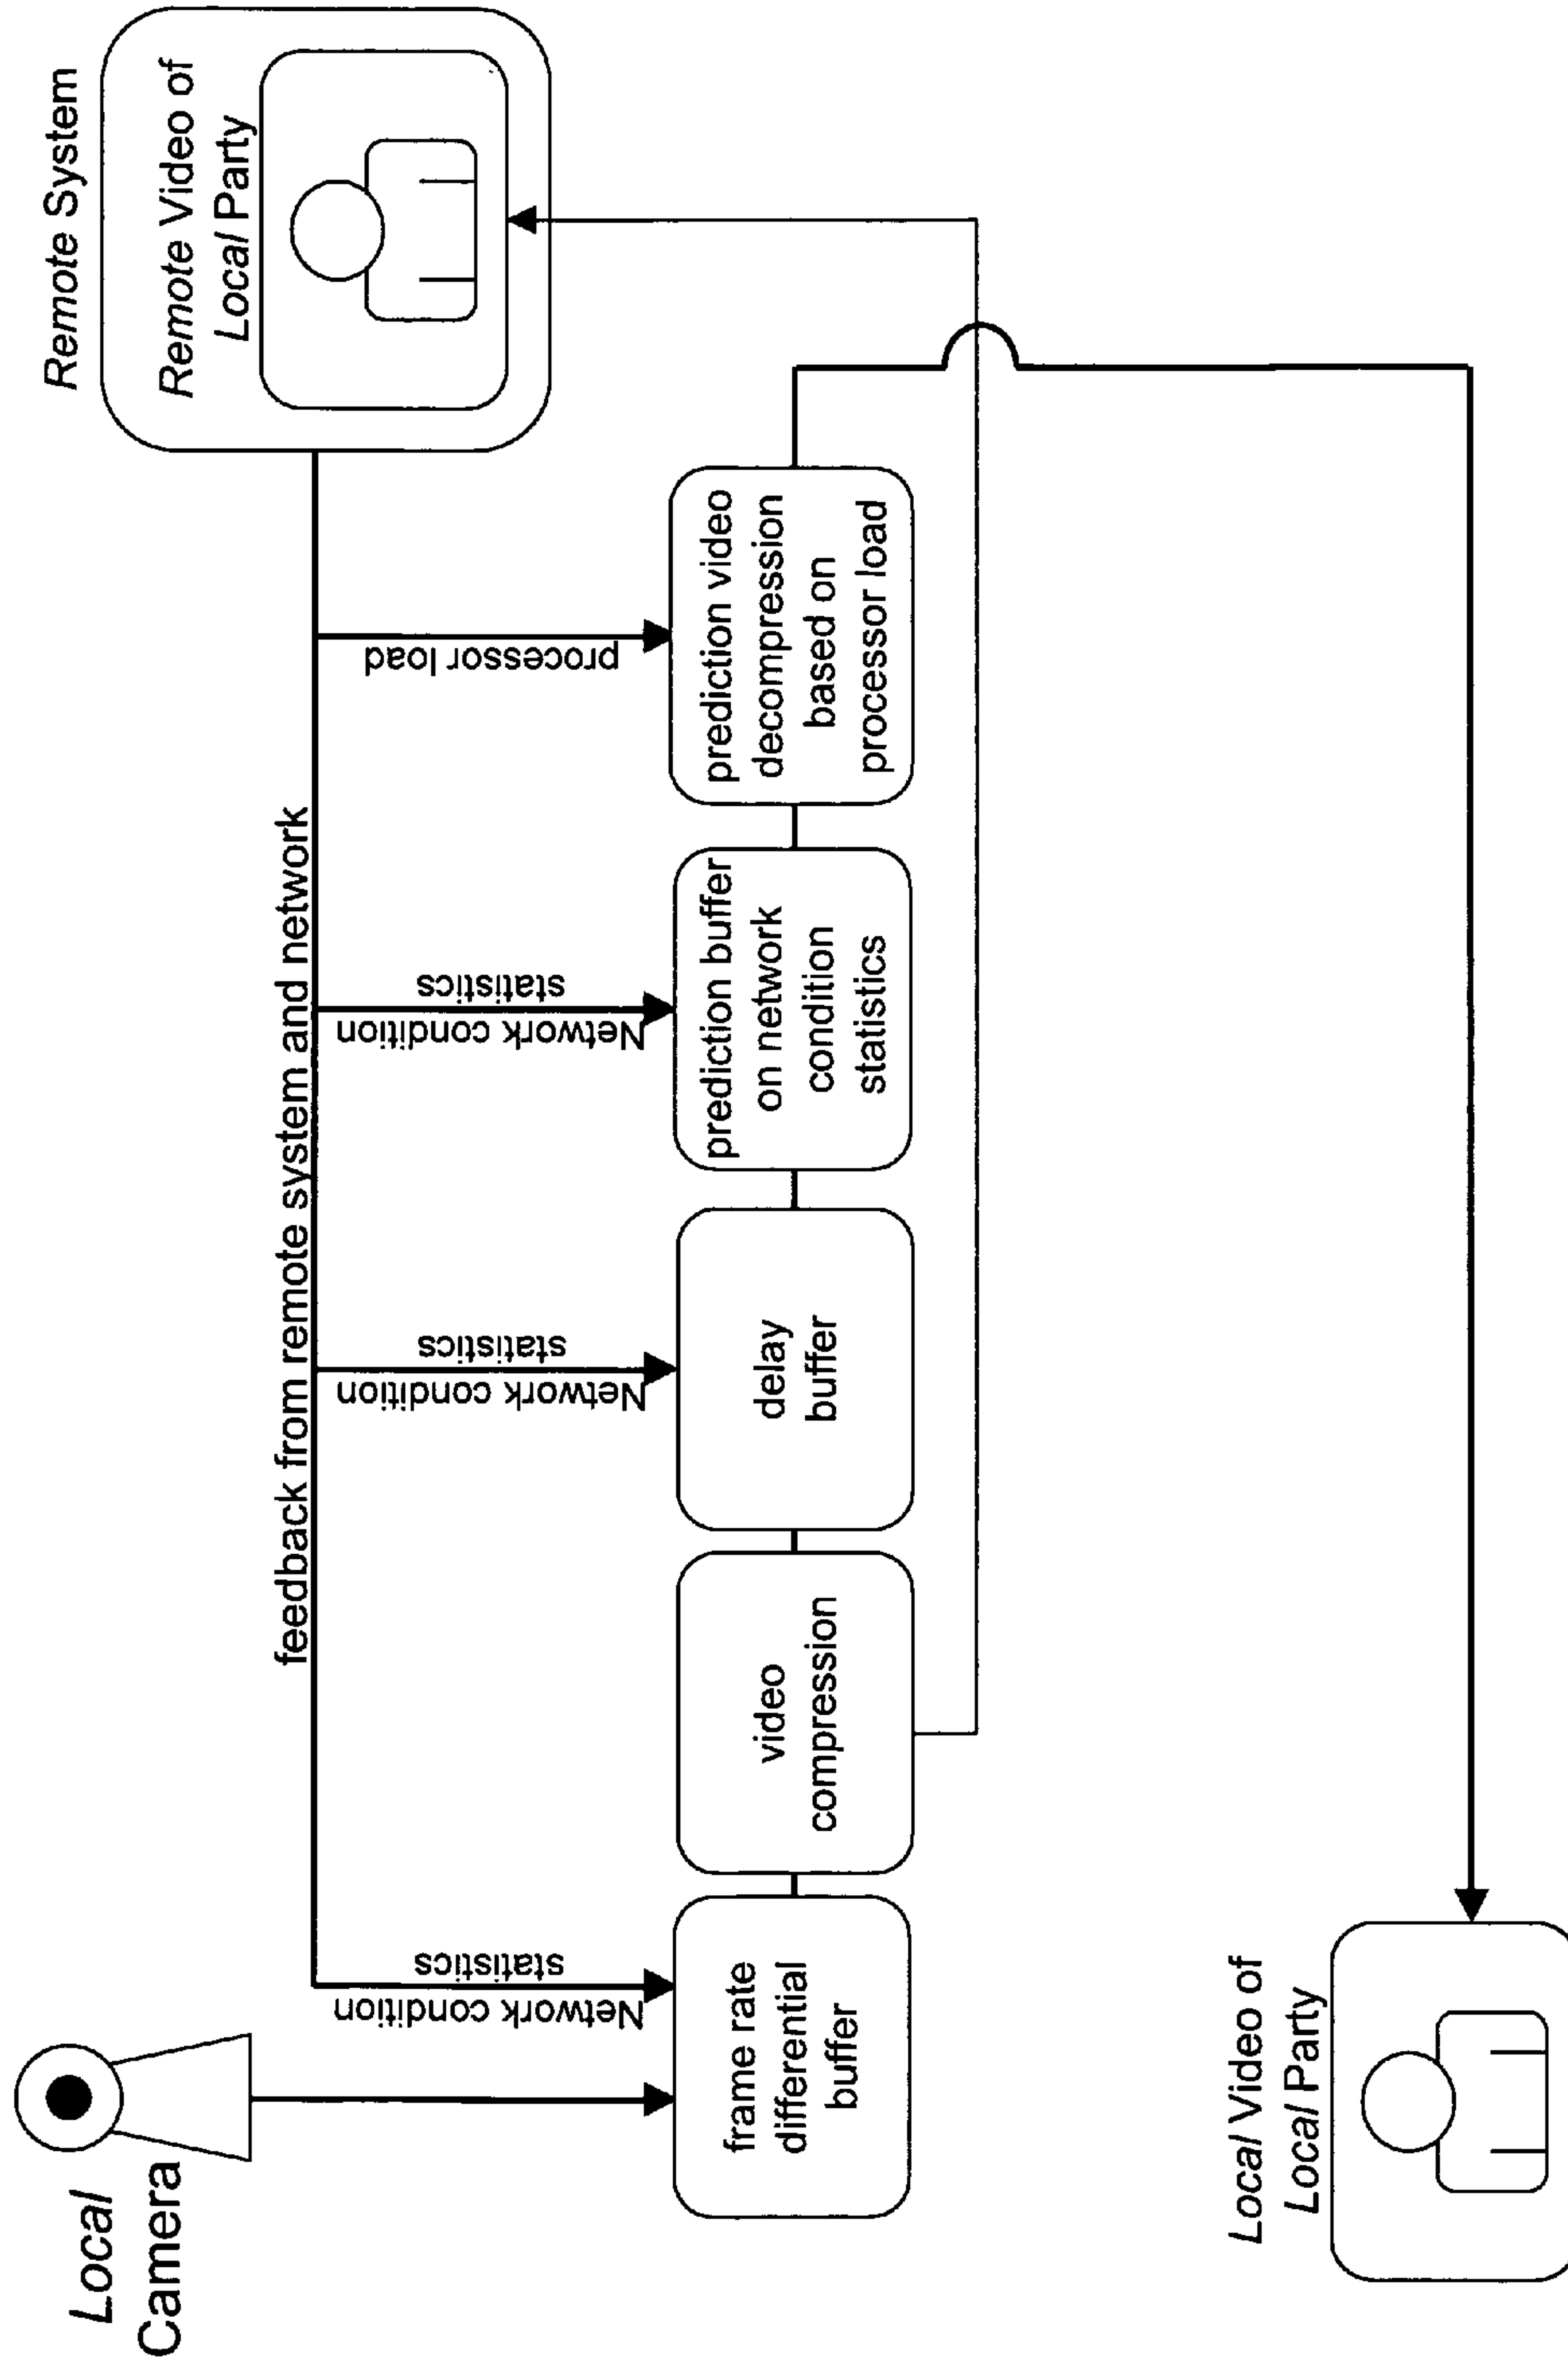 Local
Camera
Remote System
Remote Video of
Local Party
feedback from remote system and network
Network condition
statistics
Network condition
statistics
Network condition
statistics
processor load
frame rate
differential
buffer
video
compression
delay
buffer
prediction buffer
on network
condition
statistics
prediction video
decompression
based on
processor load
Local Video of
Local Party